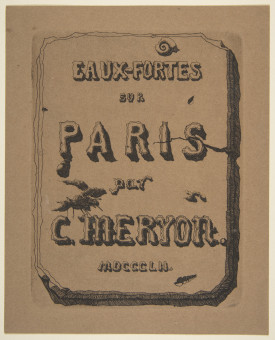 EAUX-FORTES
SUR
PARIS
par
C. MERYON.
MDCCCLII.